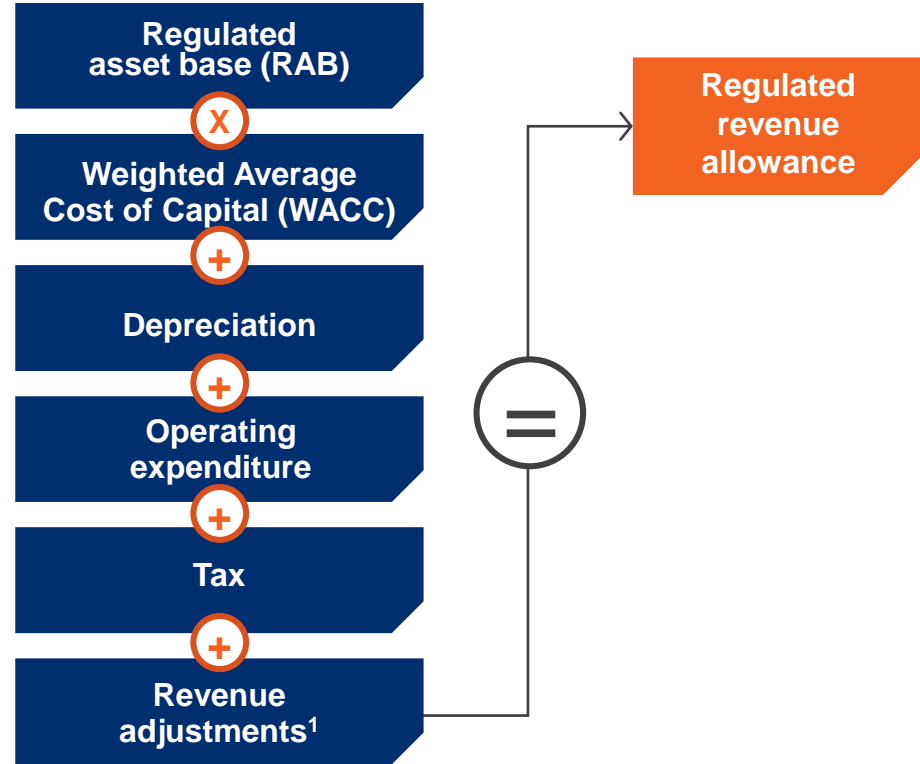 Regulated
asset base (RAB)
X
Weighted Average
Cost of Capital (WACC)
+
Depreciation
+
Operating
expenditure
+
Tax
+
Revenue
adjustments¹
=
Regulated
revenue
allowance